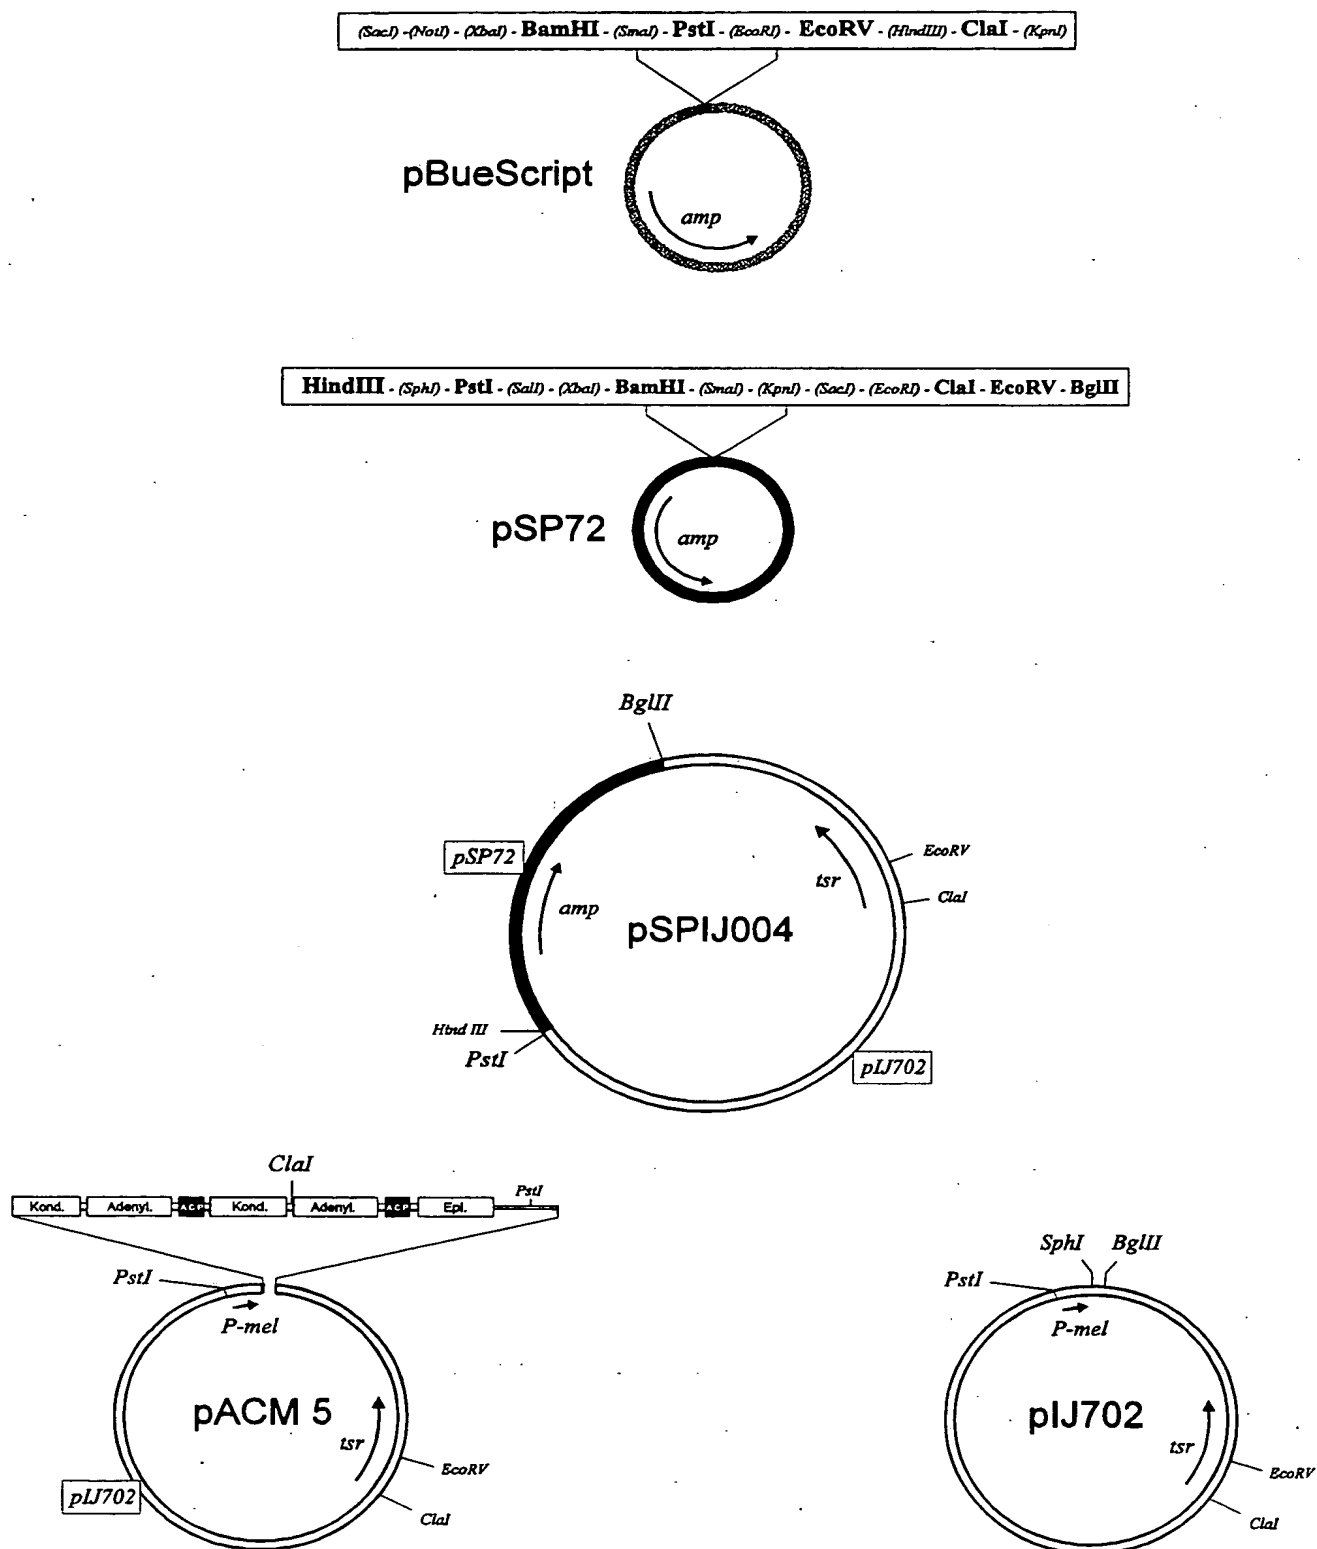 (SacI) - (NotI) - (XbaI) - BamHI - (SmaI) - PstI - (EcoRI) - EcoRV - (HindIII) - ClaI - (KpnI)
pBueScript
amp
HindIII - (SphI) - PstI - (SalI) - (XbaI) - BamHI - (SmaI) - (KpnI) - (SacI) - (EcoRI) - ClaI - EcoRV - BglII
pSP72
amp
BglII
pSP72
EcoRV
tsr
ClaI
amp
pSPIJ004
Hind III
PstI
pIJ702
ClaI
PstI
Kond. Adenyl. ACP Kond. Adenyl. ACP Epi.
SphI BglII
PstI
PstI
P-mel
P-mel
pACM 5
pIJ702
tsr
tsr
EcoRV
EcoRV
pIJ702
ClaI
ClaI